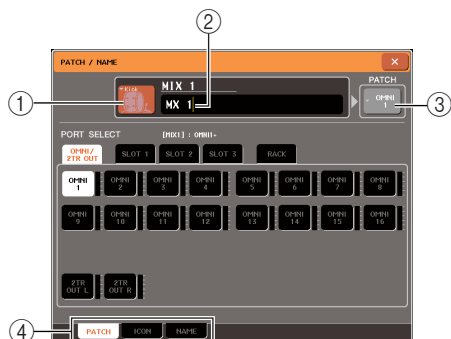 ②
PATCH / NAME
×
PATCH
Kick
MIX 1
MX 1
OMNI
1
①
③
PORT SELECT [MIX1] : OMNI1-
OMNI/
2TR OUT
SLOT 1 SLOT 2 SLOT 3 RACK
OMNI
1
OMNI
2
OMNI
3
OMNI
4
OMNI
5
OMNI
6
OMNI
7
OMNI
8
OMNI
9
OMNI
10
OMNI
11
OMNI
12
OMNI
13
OMNI
14
OMNI
15
OMNI
16
2TR
OUT L
2TR
OUT R
④
PATCH ICON NAME